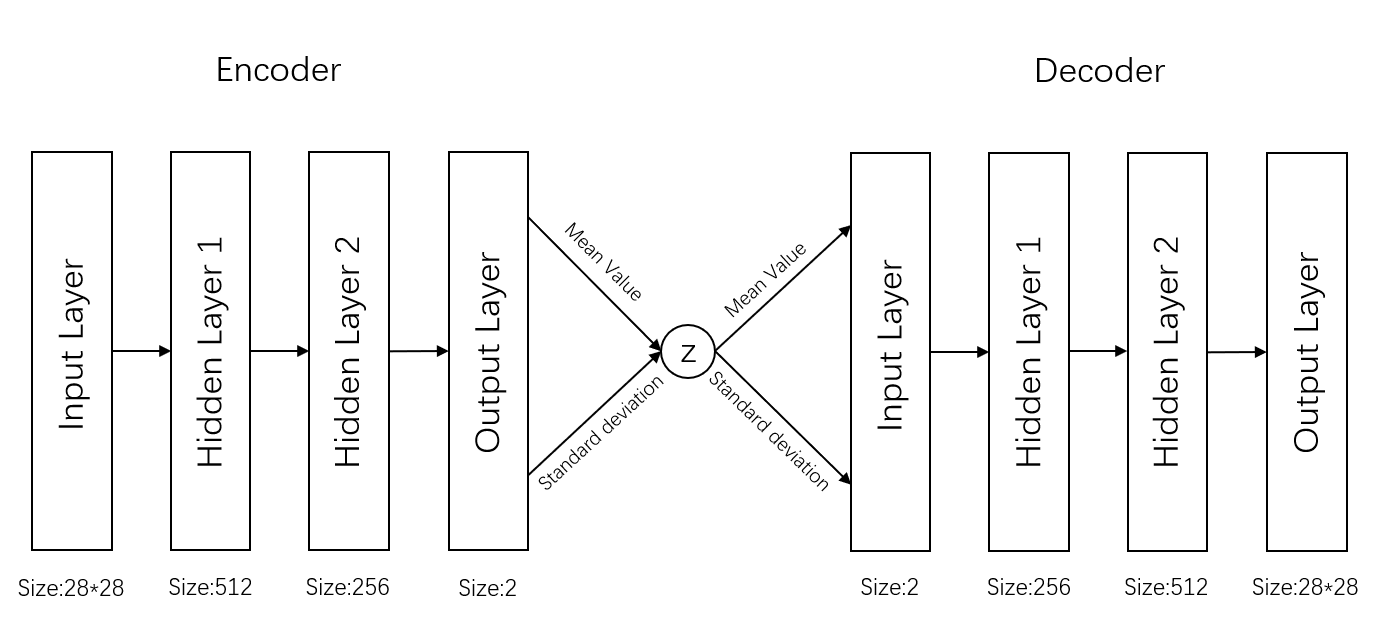 Encoder
Decoder
Input Layer
Hidden Layer 1
Hidden Layer 2
Output Layer
Mean Value
Standard deviation
z
Mean Value
Standard deviation
Input Layer
Hidden Layer 1
Hidden Layer 2
Output Layer
Size:28*28
Size:512
Size:256
Size:2
Size:2
Size:256
Size:512
Size:28*28